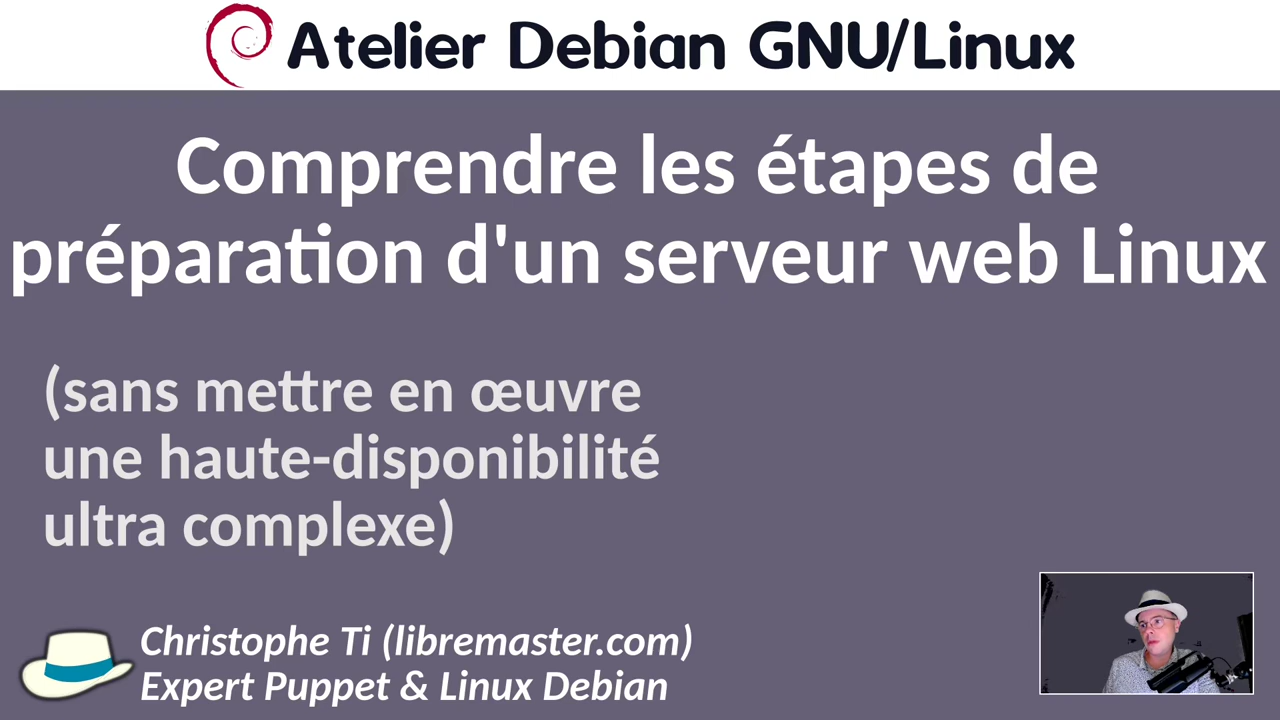 Atelier Debian GNU/Linux
Comprendre les étapes de
préparation d'un serveur web Linux
(sans mettre en œuvre
une haute-disponibilité
ultra complexe)
Christophe Ti (libremaster.com)
Expert Puppet & Linux Debian